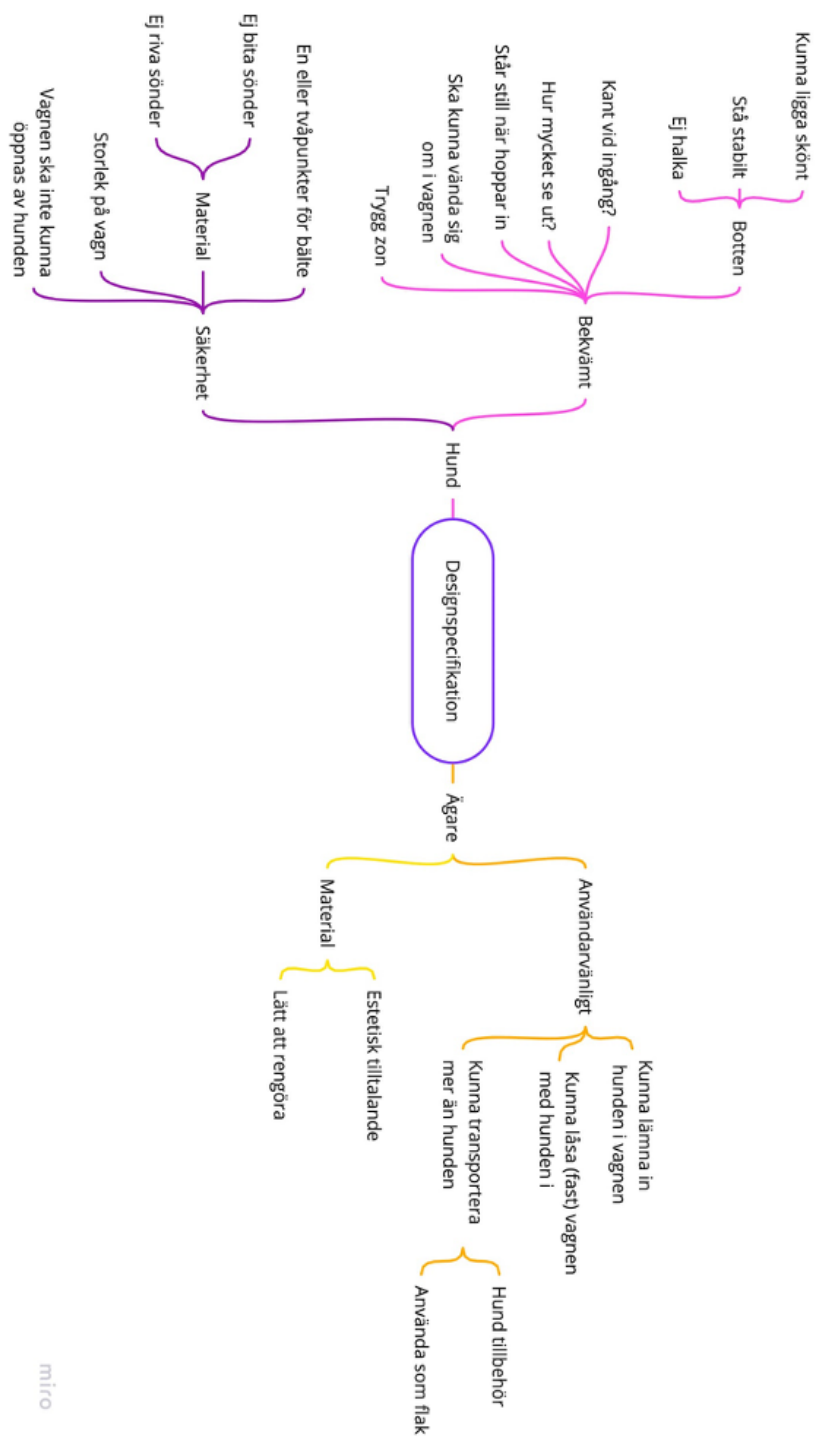 Kunna ligga skönt
Stå stabilt
Ej halka
Botten
Kant vid ingång?
Hur mycket se ut?
Står still när hoppar in
Ska kunna vända sig
om i vagnen
Trygg zon
Bekvämt
En eller tvåpunkter för bälte
Ej bita sönder
Ej riva sönder
Material
Storlek på vagn
Vagnen ska inte kunna
öppnas av hunden
Säkerhet
Hund
Designspecifikation
Ägare
Användarvänligt
Kunna lämna in
hunden i vagnen
Kunna låsa (fast) vagnen
med hunden i
Kunna transportera
mer än hunden
Hund tillbehör
Använda som flak
Material
Estetisk tilltalande
Lätt att rengöra
miro